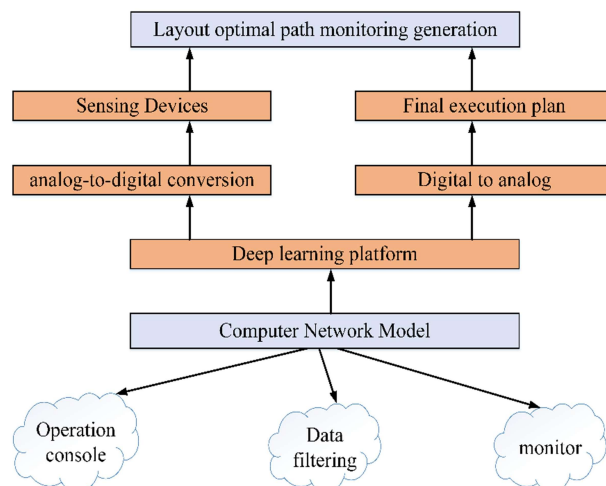 Layout optimal path monitoring generation
Sensing Devices
Final execution plan
analog-to-digital conversion
Digital to analog
Deep learning platform
Computer Network Model
Operation
console
Data
filtering
monitor